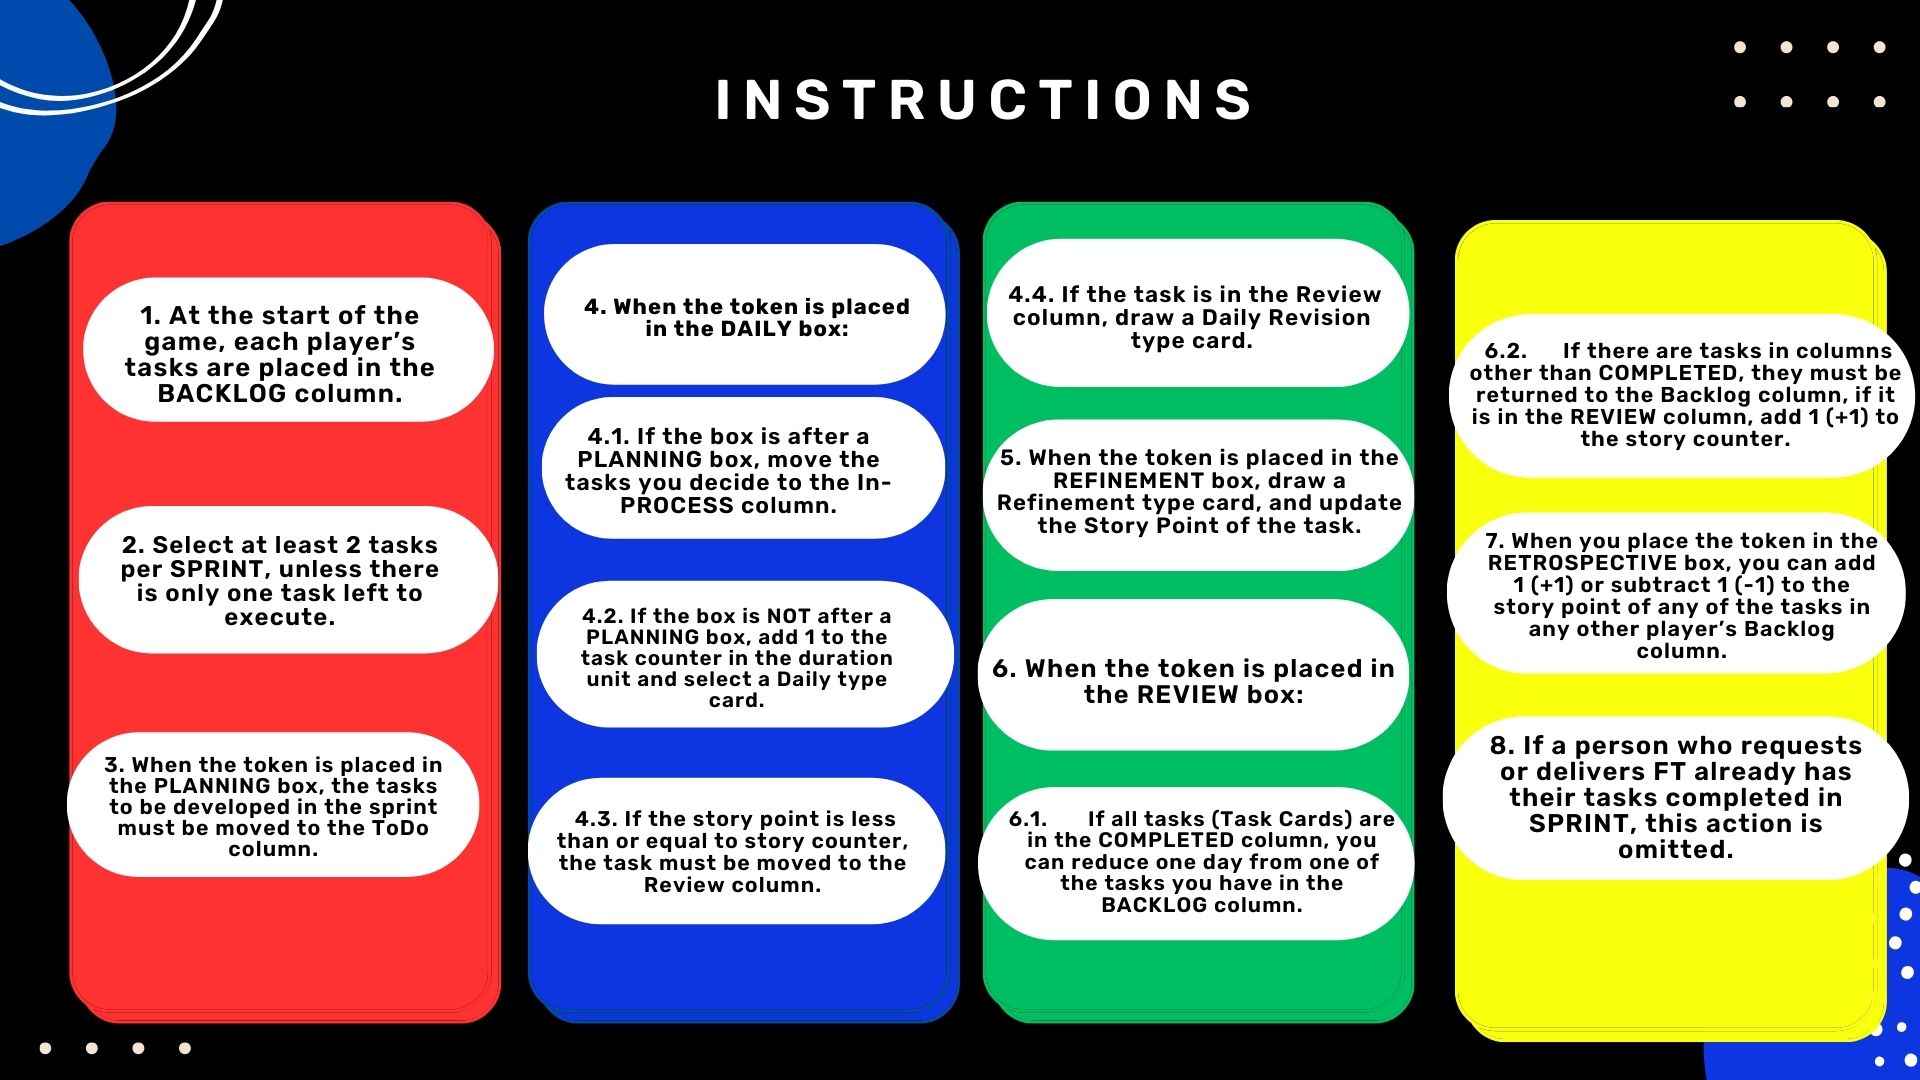 INSTRUCTIONS
1. At the start of the
game, each player’s
tasks are placed in the
BACKLOG column.
2. Select at least 2 tasks
per SPRINT, unless there
is only one task left to
execute.
3. When the token is placed in
the PLANNING box, the tasks
to be developed in the sprint
must be moved to the ToDo
column.
4. When the token is placed
in the DAILY box:
4.1. If the box is after a
PLANNING box, move the
tasks you decide to the In-
PROCESS column.
4.2. If the box is NOT after a
PLANNING box, add 1 to the
task counter in the duration
unit and select a Daily type
card.
4.3. If the story point is less
than or equal to story counter,
the task must be moved to the
Review column.
4.4. If the task is in the Review
column, draw a Daily Revision
type card.
5. When the token is placed in the
REFINEMENT box, draw a
Refinement type card, and update
the Story Point of the task.
6. When the token is placed in
the REVIEW box:
6.1. If all tasks (Task Cards) are
in the COMPLETED column, you
can reduce one day from one of
the tasks you have in the
BACKLOG column.
6.2. If there are tasks in columns
other than COMPLETED, they must be
returned to the Backlog column, if it
is in the REVIEW column, add 1 (+1) to
the story counter.
7. When you place the token in the
RETROSPECTIVE box, you can add
1 (+1) or subtract 1 (-1) to the
story point of any of the tasks in
any other player’s Backlog
column.
8. If a person who requests
or delivers FT already has
their tasks completed in
SPRINT, this action is
omitted.